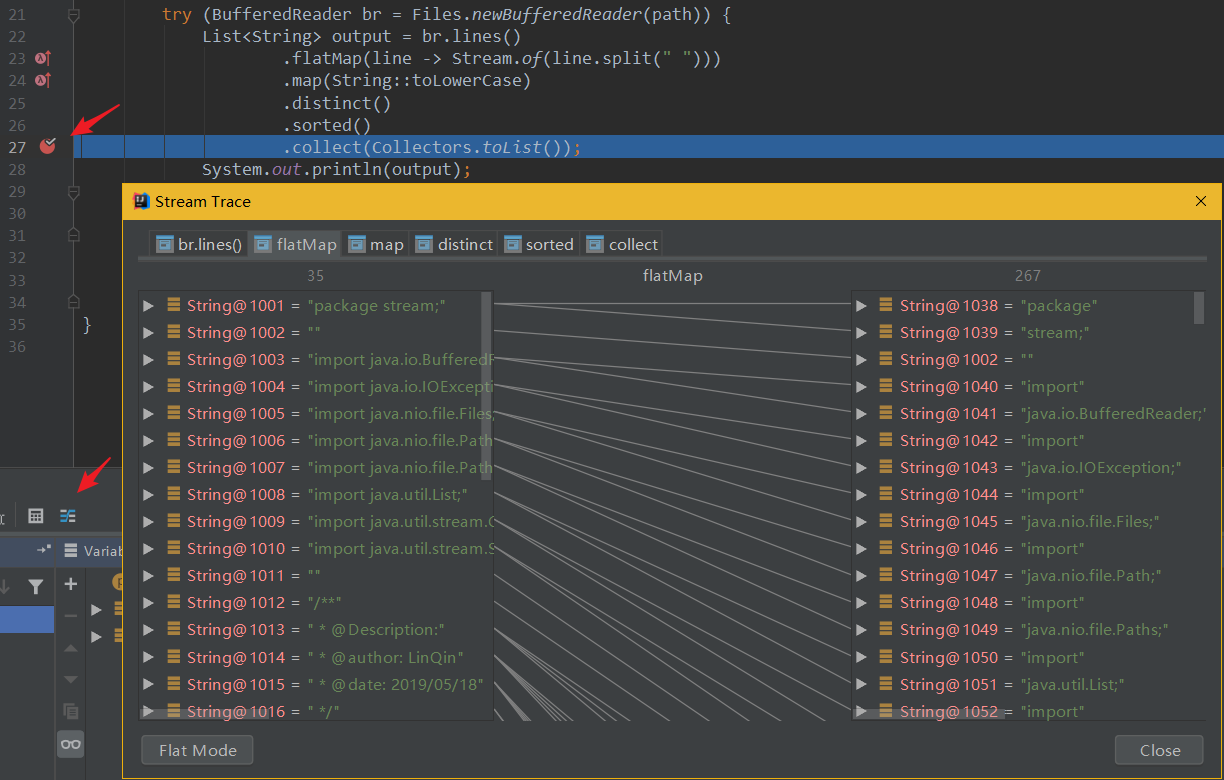 21 try (BufferedReader br = Files.newBufferedReader(path)) {
22 List<String> output = br.lines()
23 .flatMap(line -> Stream.of(line.split(" ")))
24 .map(String::toLowerCase)
25 .distinct()
26 .sorted()
27 .collect(Collectors.toList());
28 System.out.println(output);
29
30
31
32
33
34
35 }
36
Stream Trace
br.lines() flatMap map distinct sorted collect
35 flatMap 267
String@1001 = "package stream;" String@1038 = "package"
String@1002 = "" String@1039 = "stream;"
String@1003 = "import java.io.BufferedR String@1002 = ""
String@1004 = "import java.io.IOExcepti String@1040 = "import"
String@1005 = "import java.nio.file.Files; String@1041 = "java.io.BufferedReader;"
String@1006 = "import java.nio.file.Path String@1042 = "import"
String@1007 = "import java.nio.file.Path String@1043 = "java.io.IOException;"
String@1008 = "import java.util.List;" String@1044 = "import"
String@1009 = "import java.util.stream.C String@1045 = "java.nio.file.Files;"
String@1010 = "import java.util.stream.S String@1046 = "import"
String@1011 = "" String@1047 = "java.nio.file.Path;"
String@1012 = "/**" String@1048 = "import"
String@1013 = " * @Description:" String@1049 = "java.nio.file.Paths;"
String@1014 = " * @author: LinQin" String@1050 = "import"
String@1015 = " * @date: 2019/05/18" String@1051 = "java.util.List;"
String@1016 = " */" String@1052 = "import"
Variab
Flat Mode Close